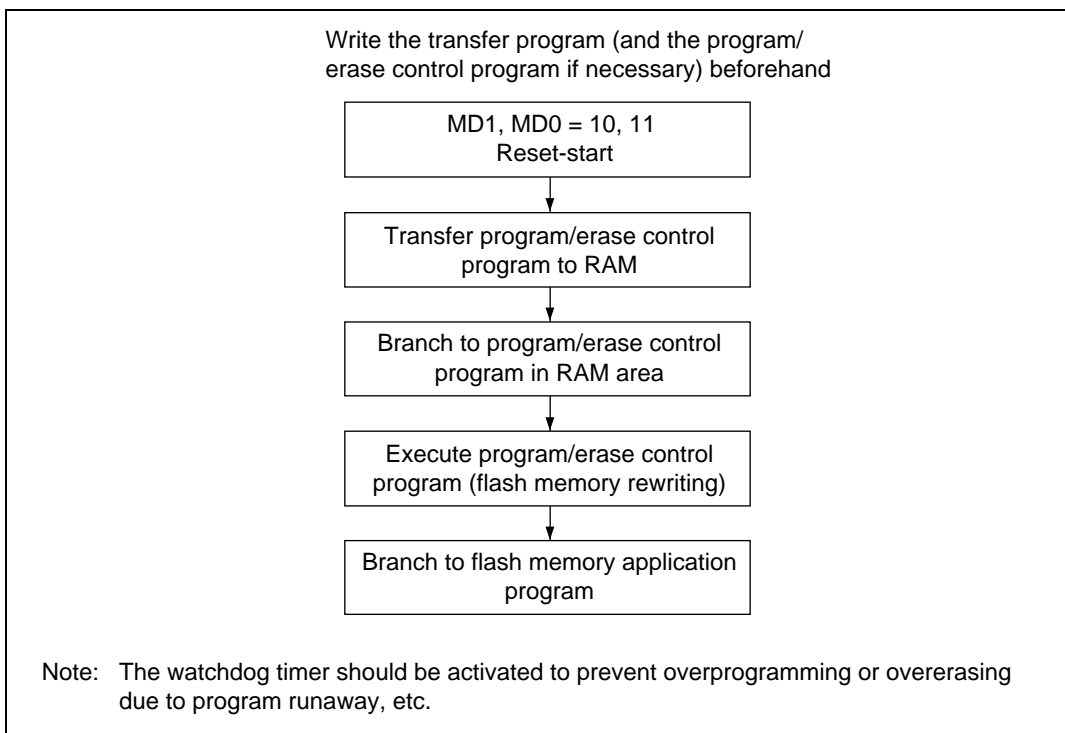 Write the transfer program (and the program/
erase control program if necessary) beforehand
MD1, MD0 = 10, 11
Reset-start
Transfer program/erase control
program to RAM
Branch to program/erase control
program in RAM area
Execute program/erase control
program (flash memory rewriting)
Branch to flash memory application
program
Note: The watchdog timer should be activated to prevent overprogramming or overerasing
due to program runaway, etc.